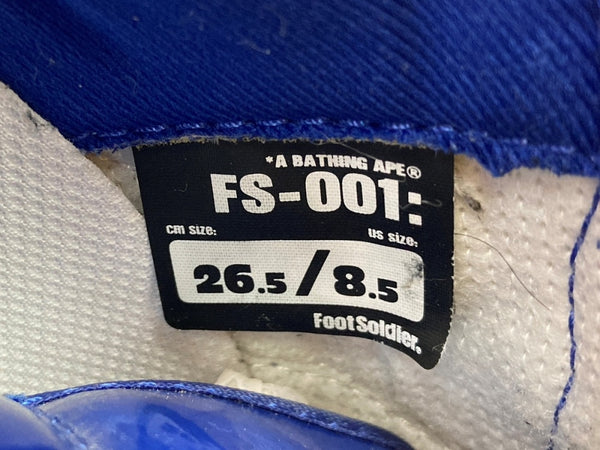 *A BATHING APE®
FS-001:
cm size: us size:
26.5/8.5
FootSoldier.